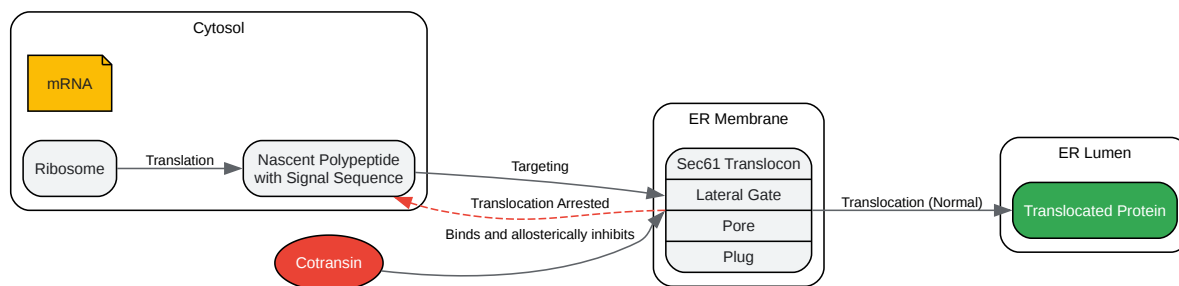 Cytosol
mRNA
Ribosome
Translation
Nascent Polypeptide
with Signal Sequence
Targeting
Translocation Arrested
Binds and allosterically inhibits
Cotransin
ER Membrane
Sec61 Translocon
Lateral Gate
Pore
Plug
Translocation (Normal)
ER Lumen
Translocated Protein